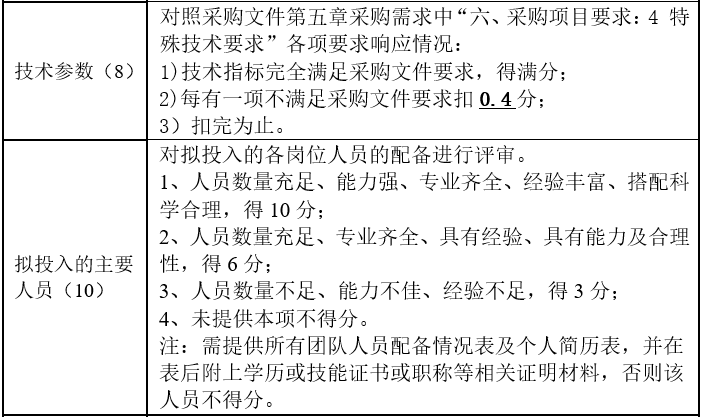 对照采购文件第五章采购需求中“六、采购项目要求：4 特
殊技术要求”各项要求响应情况：
技术参数（8）
1)技术指标完全满足采购文件要求，得满分；
2)每有一项不满足采购文件要求扣0.4分；
3）扣完为止。
对拟投入的各岗位人员的配备进行评审。
1、人员数量充足、能力强、专业齐全、经验丰富、搭配科
学合理，得 10 分；
2、人员数量充足、专业齐全、具有经验、具有能力及合理
性，得 6 分；
拟投入的主要
人员（10）
3、人员数量不足、能力不佳、经验不足，得 3 分；
4、未提供本项不得分。
注：需提供所有团队人员配备情况表及个人简历表，并在
表后附上学历或技能证书或职称等相关证明材料，否则该
人员不得分。